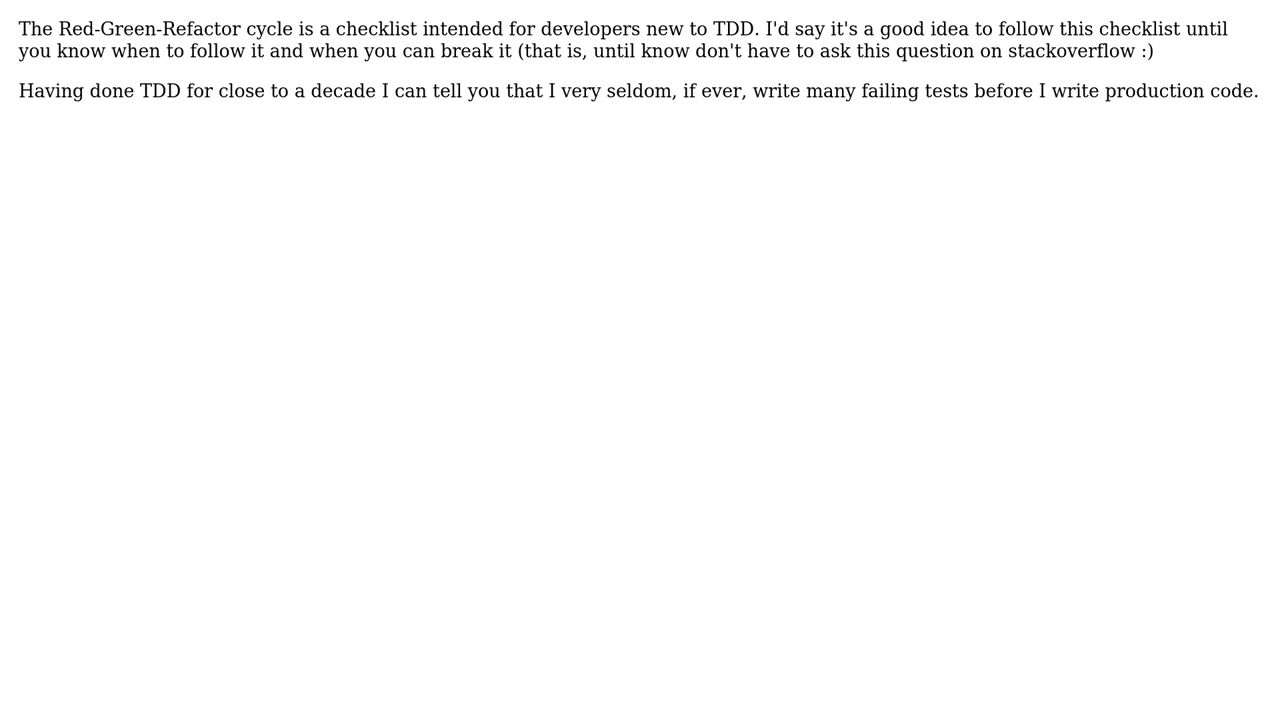 The Red-Green-Refactor cycle is a checklist intended for developers new to TDD. I'd say it's a good idea to follow this checklist until
you know when to follow it and when you can break it (that is, until know don't have to ask this question on stackoverflow :)
Having done TDD for close to a decade I can tell you that I very seldom, if ever, write many failing tests before I write production code.